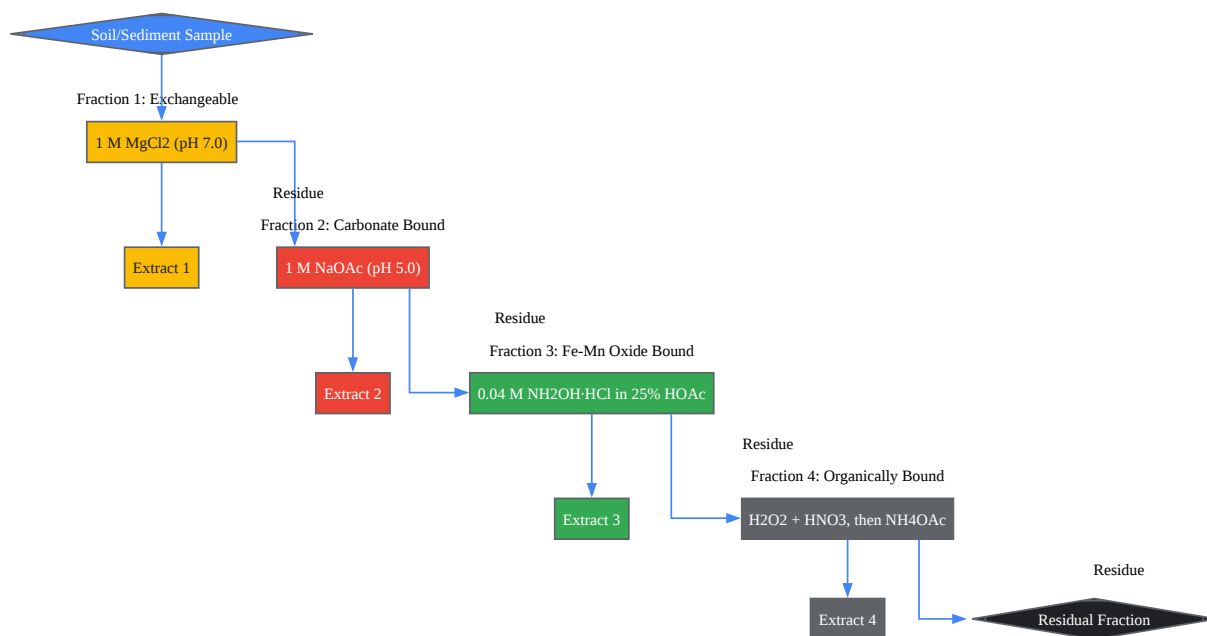 Soil/Sediment Sample
Fraction 1: Exchangeable
1 M MgCl2 (pH 7.0)
Residue
Fraction 2: Carbonate Bound
Extract 1
1 M NaOAc (pH 5.0)
Residue
Fraction 3: Fe-Mn Oxide Bound
Extract 2
0.04 M NH2OH·HCl in 25% HOAc
Residue
Fraction 4: Organically Bound
Extract 3
H2O2 + HNO3, then NH4OAc
Residue
Extract 4
Residual Fraction